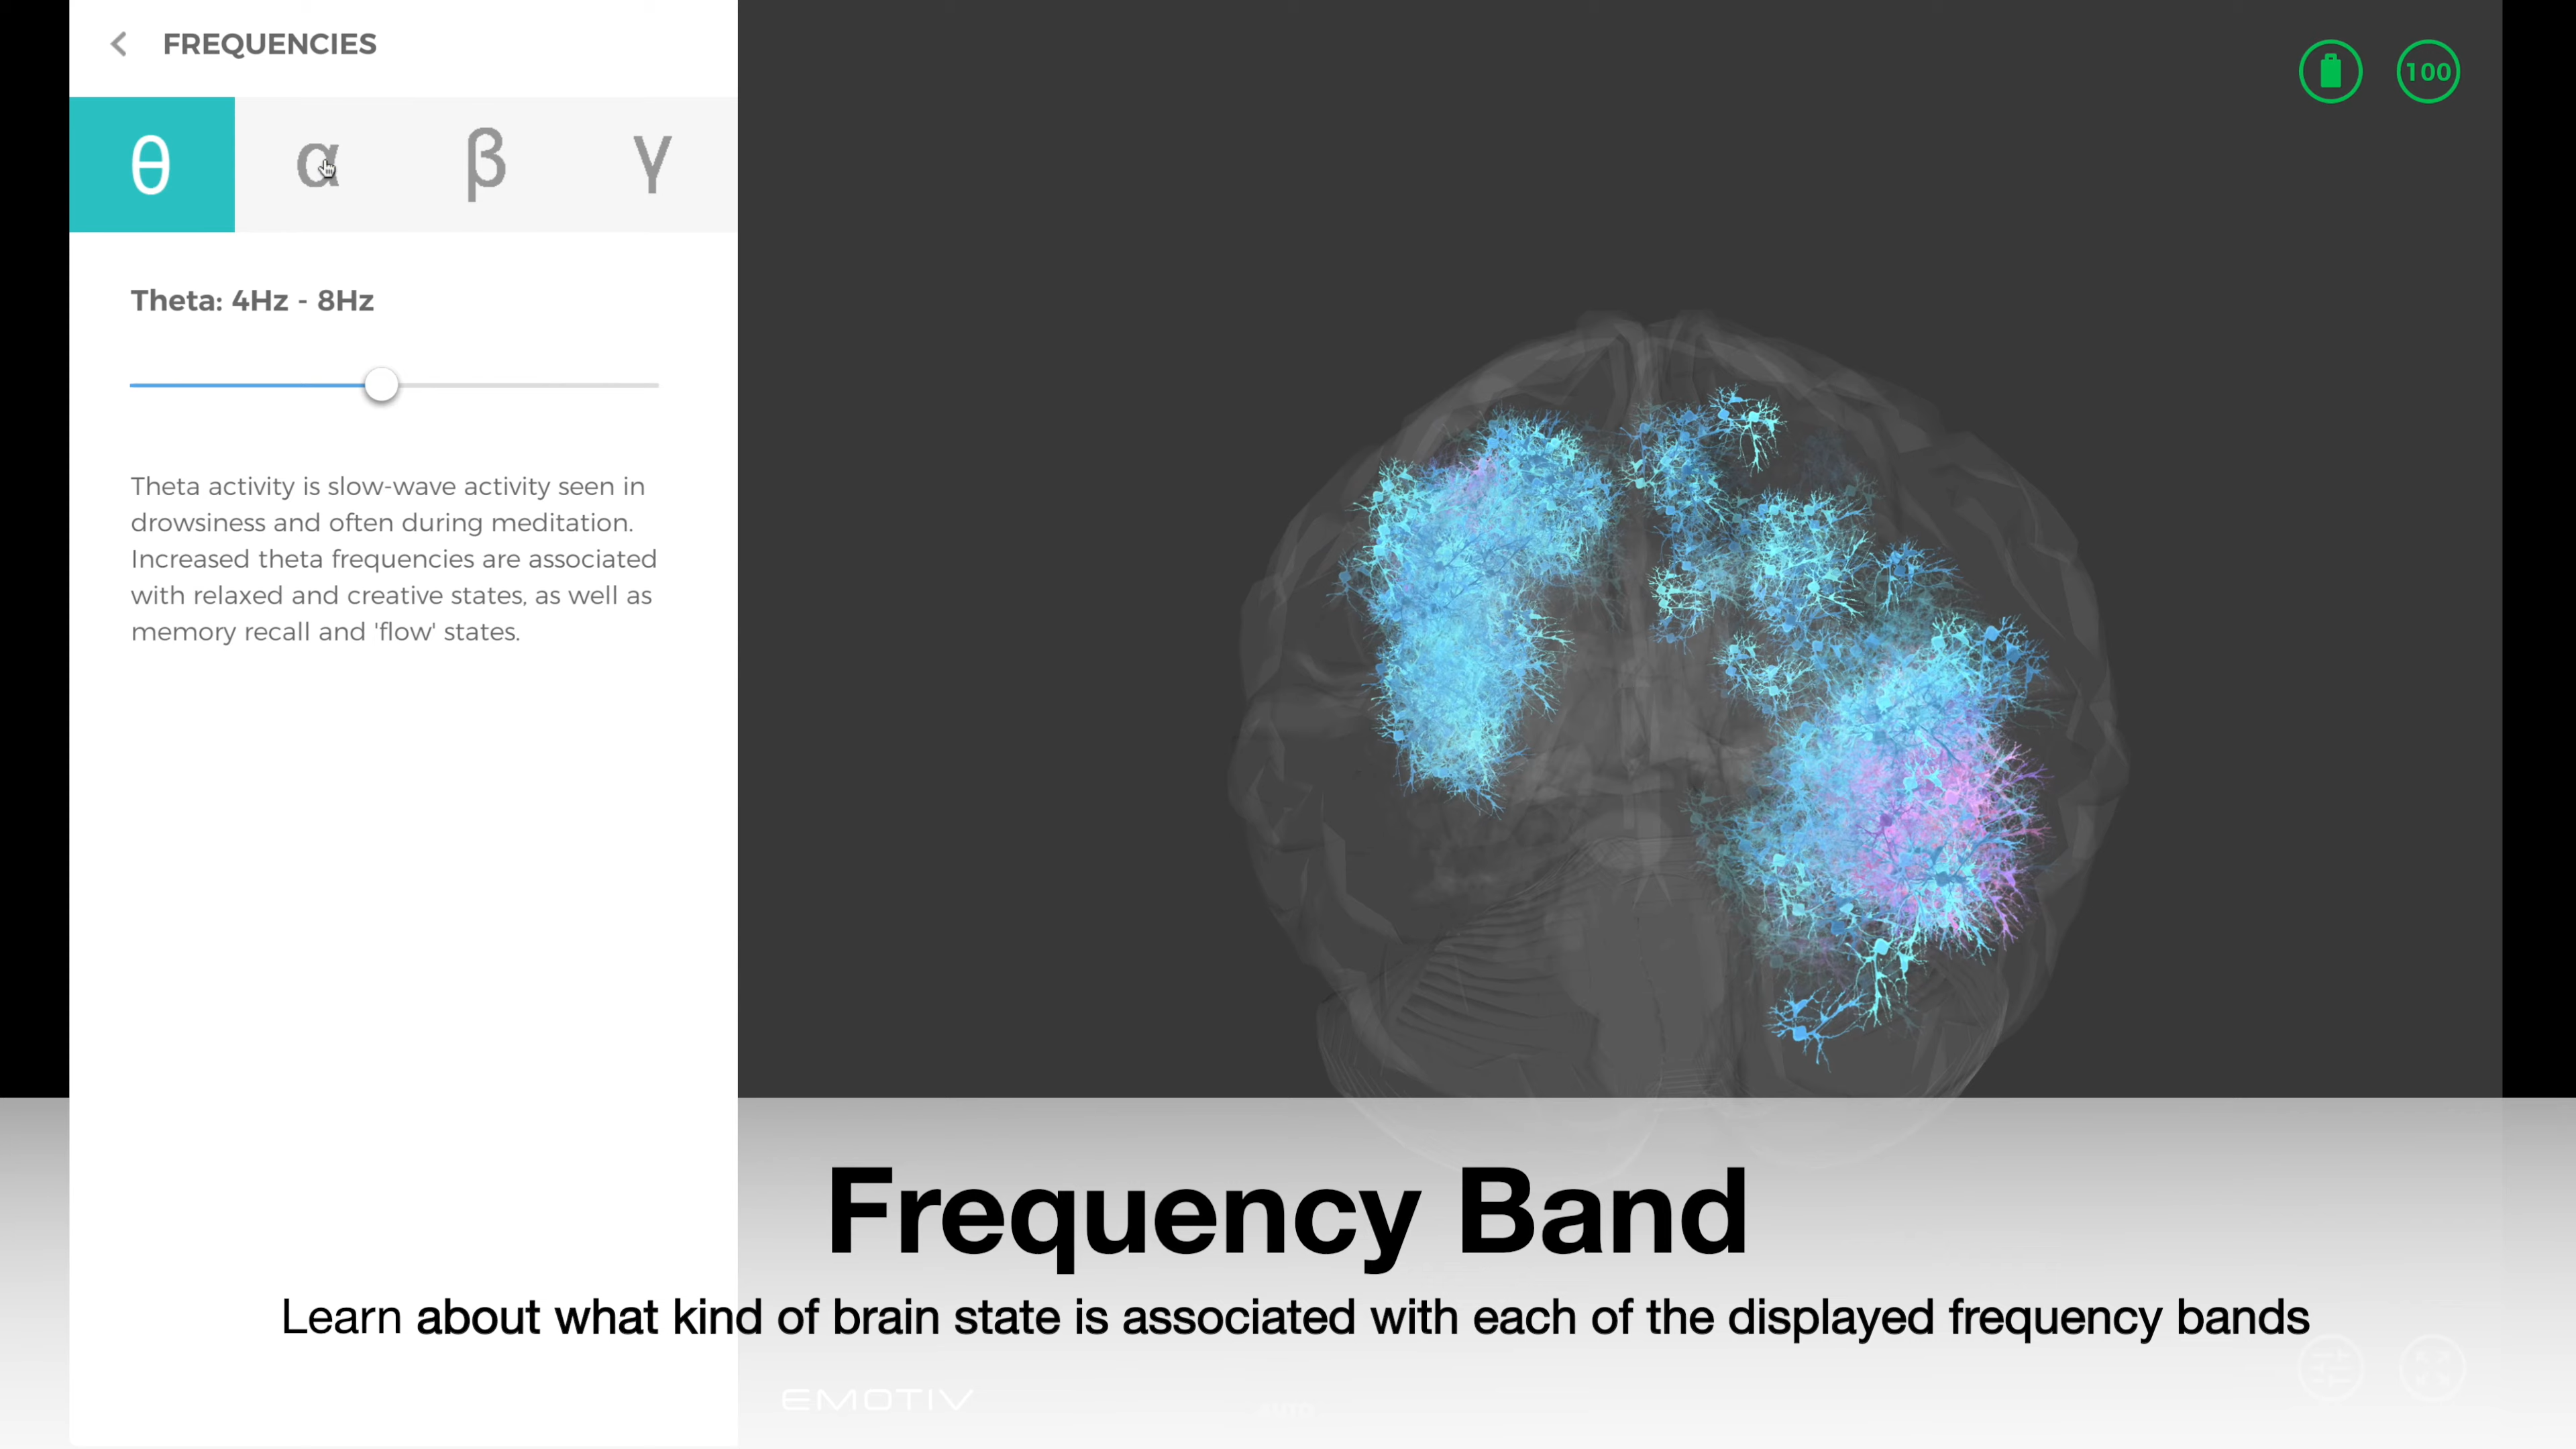 FREQUENCIES
100
θ α β γ
Theta: 4Hz - 8Hz
Theta activity is slow-wave activity seen in
drowsiness and often during meditation.
Increased theta frequencies are associated
with relaxed and creative states, as well as
memory recall and 'flow' states.
Frequency Band
Learn about what kind of brain state is associated with each of the displayed frequency bands
EMOTIV